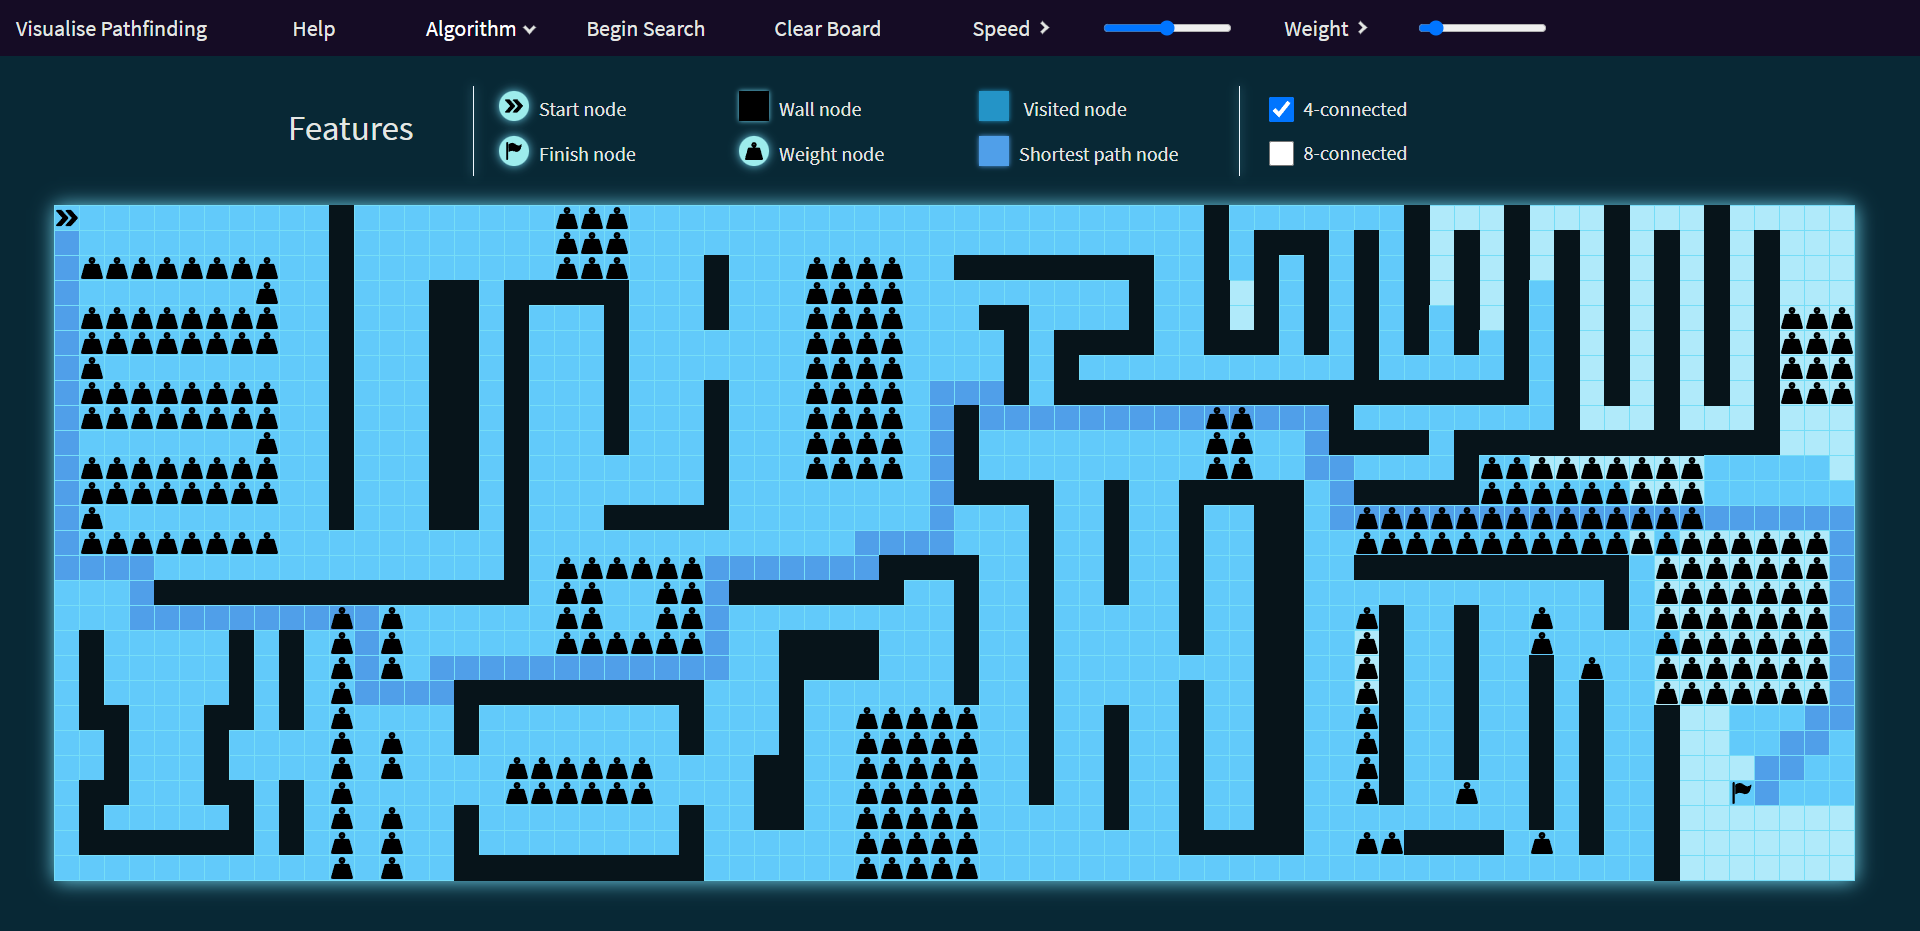 Visualise Pathfinding Help Algorithm Begin Search Clear Board Speed Weight
Features
Start node
Wall node
Visited node
4-connected
Finish node
Weight node
Shortest path node
8-connected